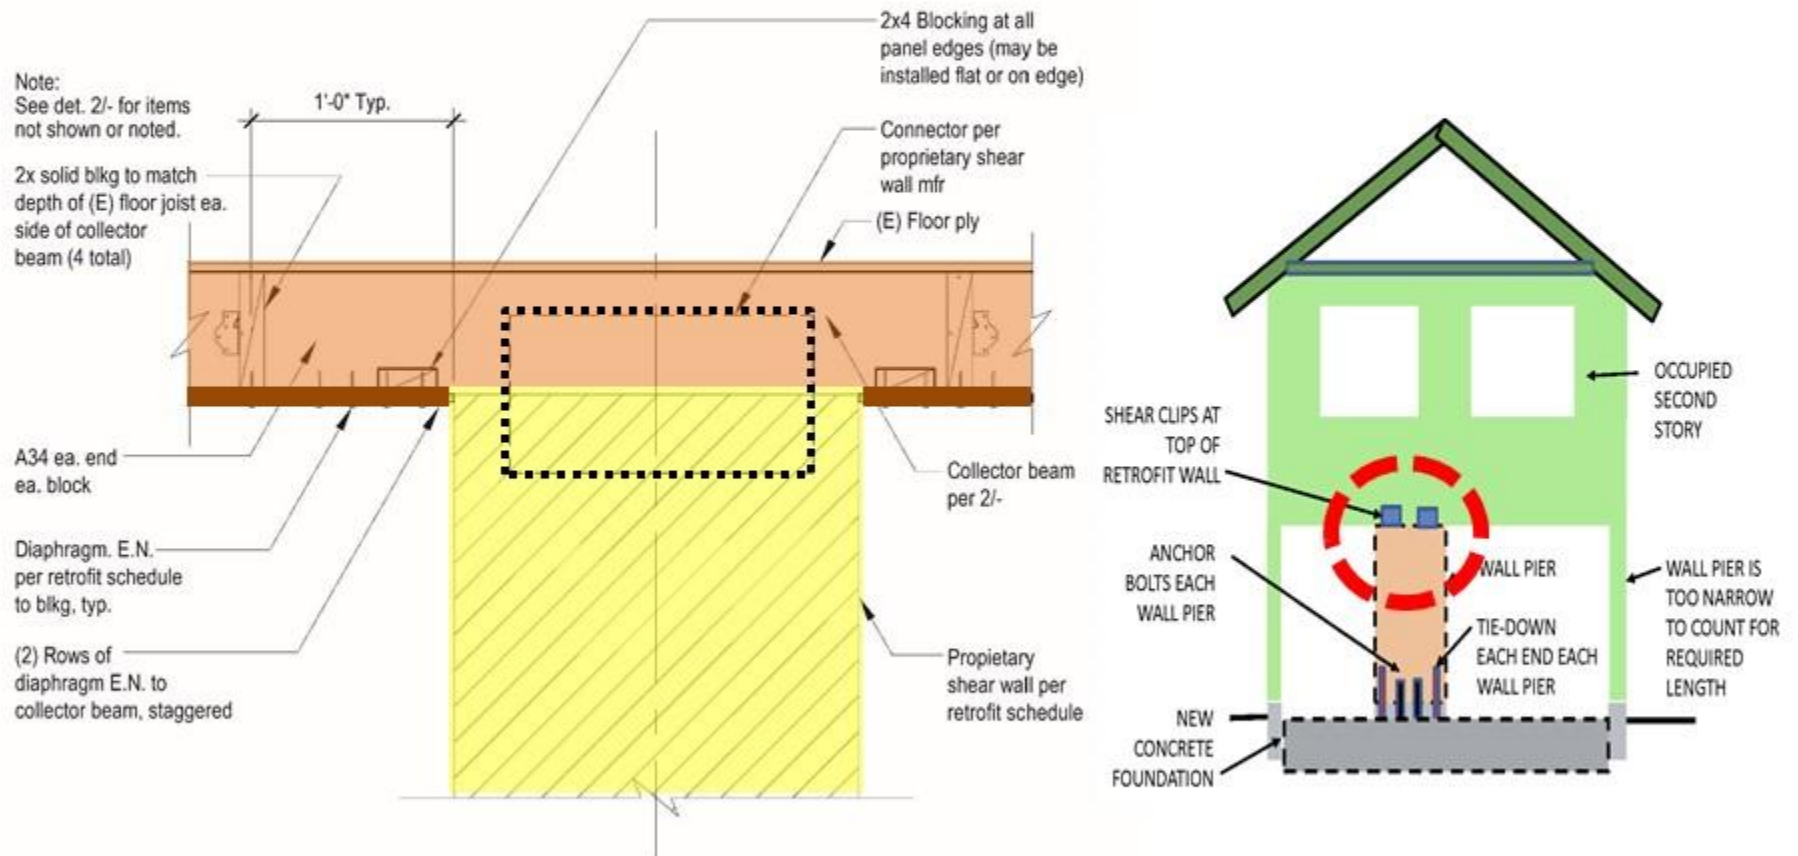 Note:
See det. 2/- for items
not shown or noted.
1'-0" Typ.
2x solid blkg to match
depth of (E) floor joist ea.
side of collector
beam (4 total)
A34 ea. end
ea. block
Diaphragm. E.N.
per retrofit schedule
to blkg, typ.
(2) Rows of
diaphragm E.N. to
collector beam, staggered
2x4 Blocking at all
panel edges (may be
installed flat or on edge)
Connector per
proprietary shear
wall mfr
(E) Floor ply
Collector beam
per 2/-
Propietary
shear wall per
retrofit schedule
SHEAR CLIPS AT
TOP OF
RETROFIT WALL
ANCHOR
BOLTS EACH
WALL PIER
NEW
CONCRETE
FOUNDATION
OCCUPIED
SECOND
STORY
WALL PIER
TIE-DOWN
EACH END EACH
WALL PIER
WALL PIER IS
TOO NARROW
TO COUNT FOR
REQUIRED
LENGTH